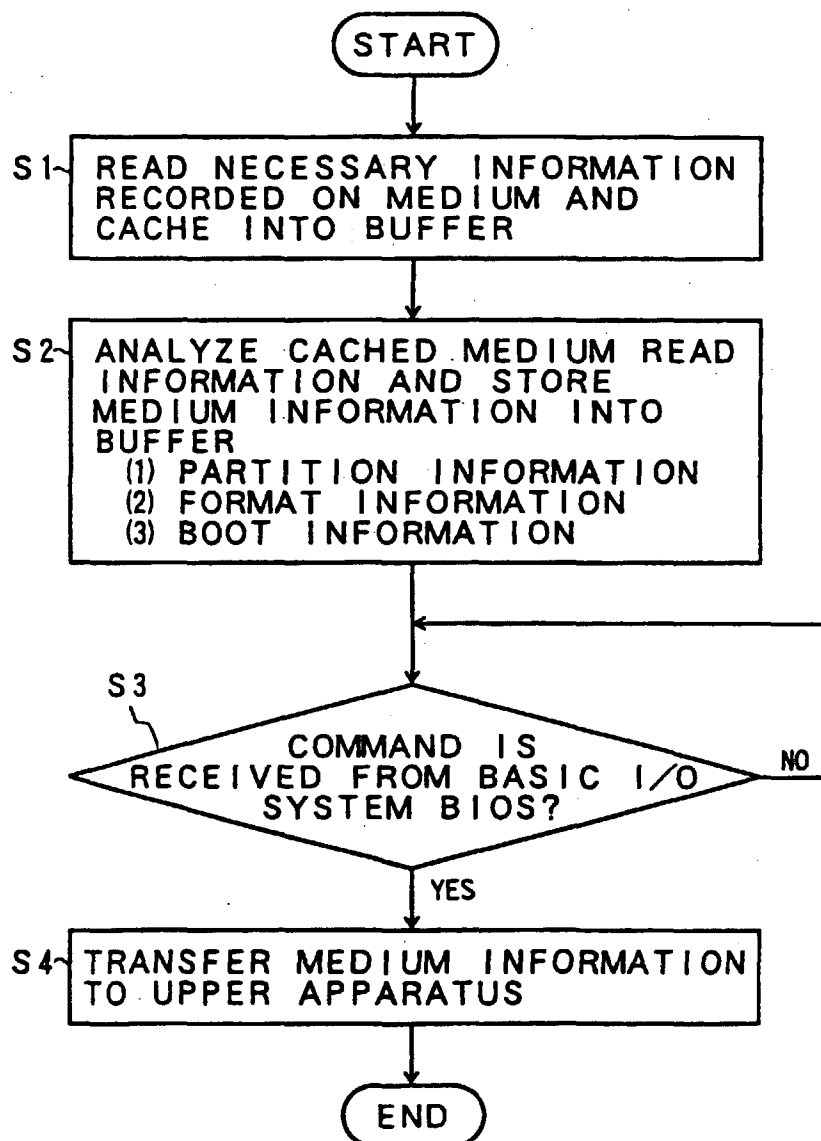 START
S1
READ NECESSARY INFORMATION
RECORDED ON MEDIUM AND
CACHE INTO BUFFER
S2
ANALYZE CACHED MEDIUM READ
INFORMATION AND STORE
MEDIUM INFORMATION INTO
BUFFER
(1) PARTITION INFORMATION
(2) FORMAT INFORMATION
(3) BOOT INFORMATION
S3
COMMAND IS
RECEIVED FROM BASIC I/O
SYSTEM BIOS?
NO
YES
S4
TRANSFER MEDIUM INFORMATION
TO UPPER APPARATUS
END